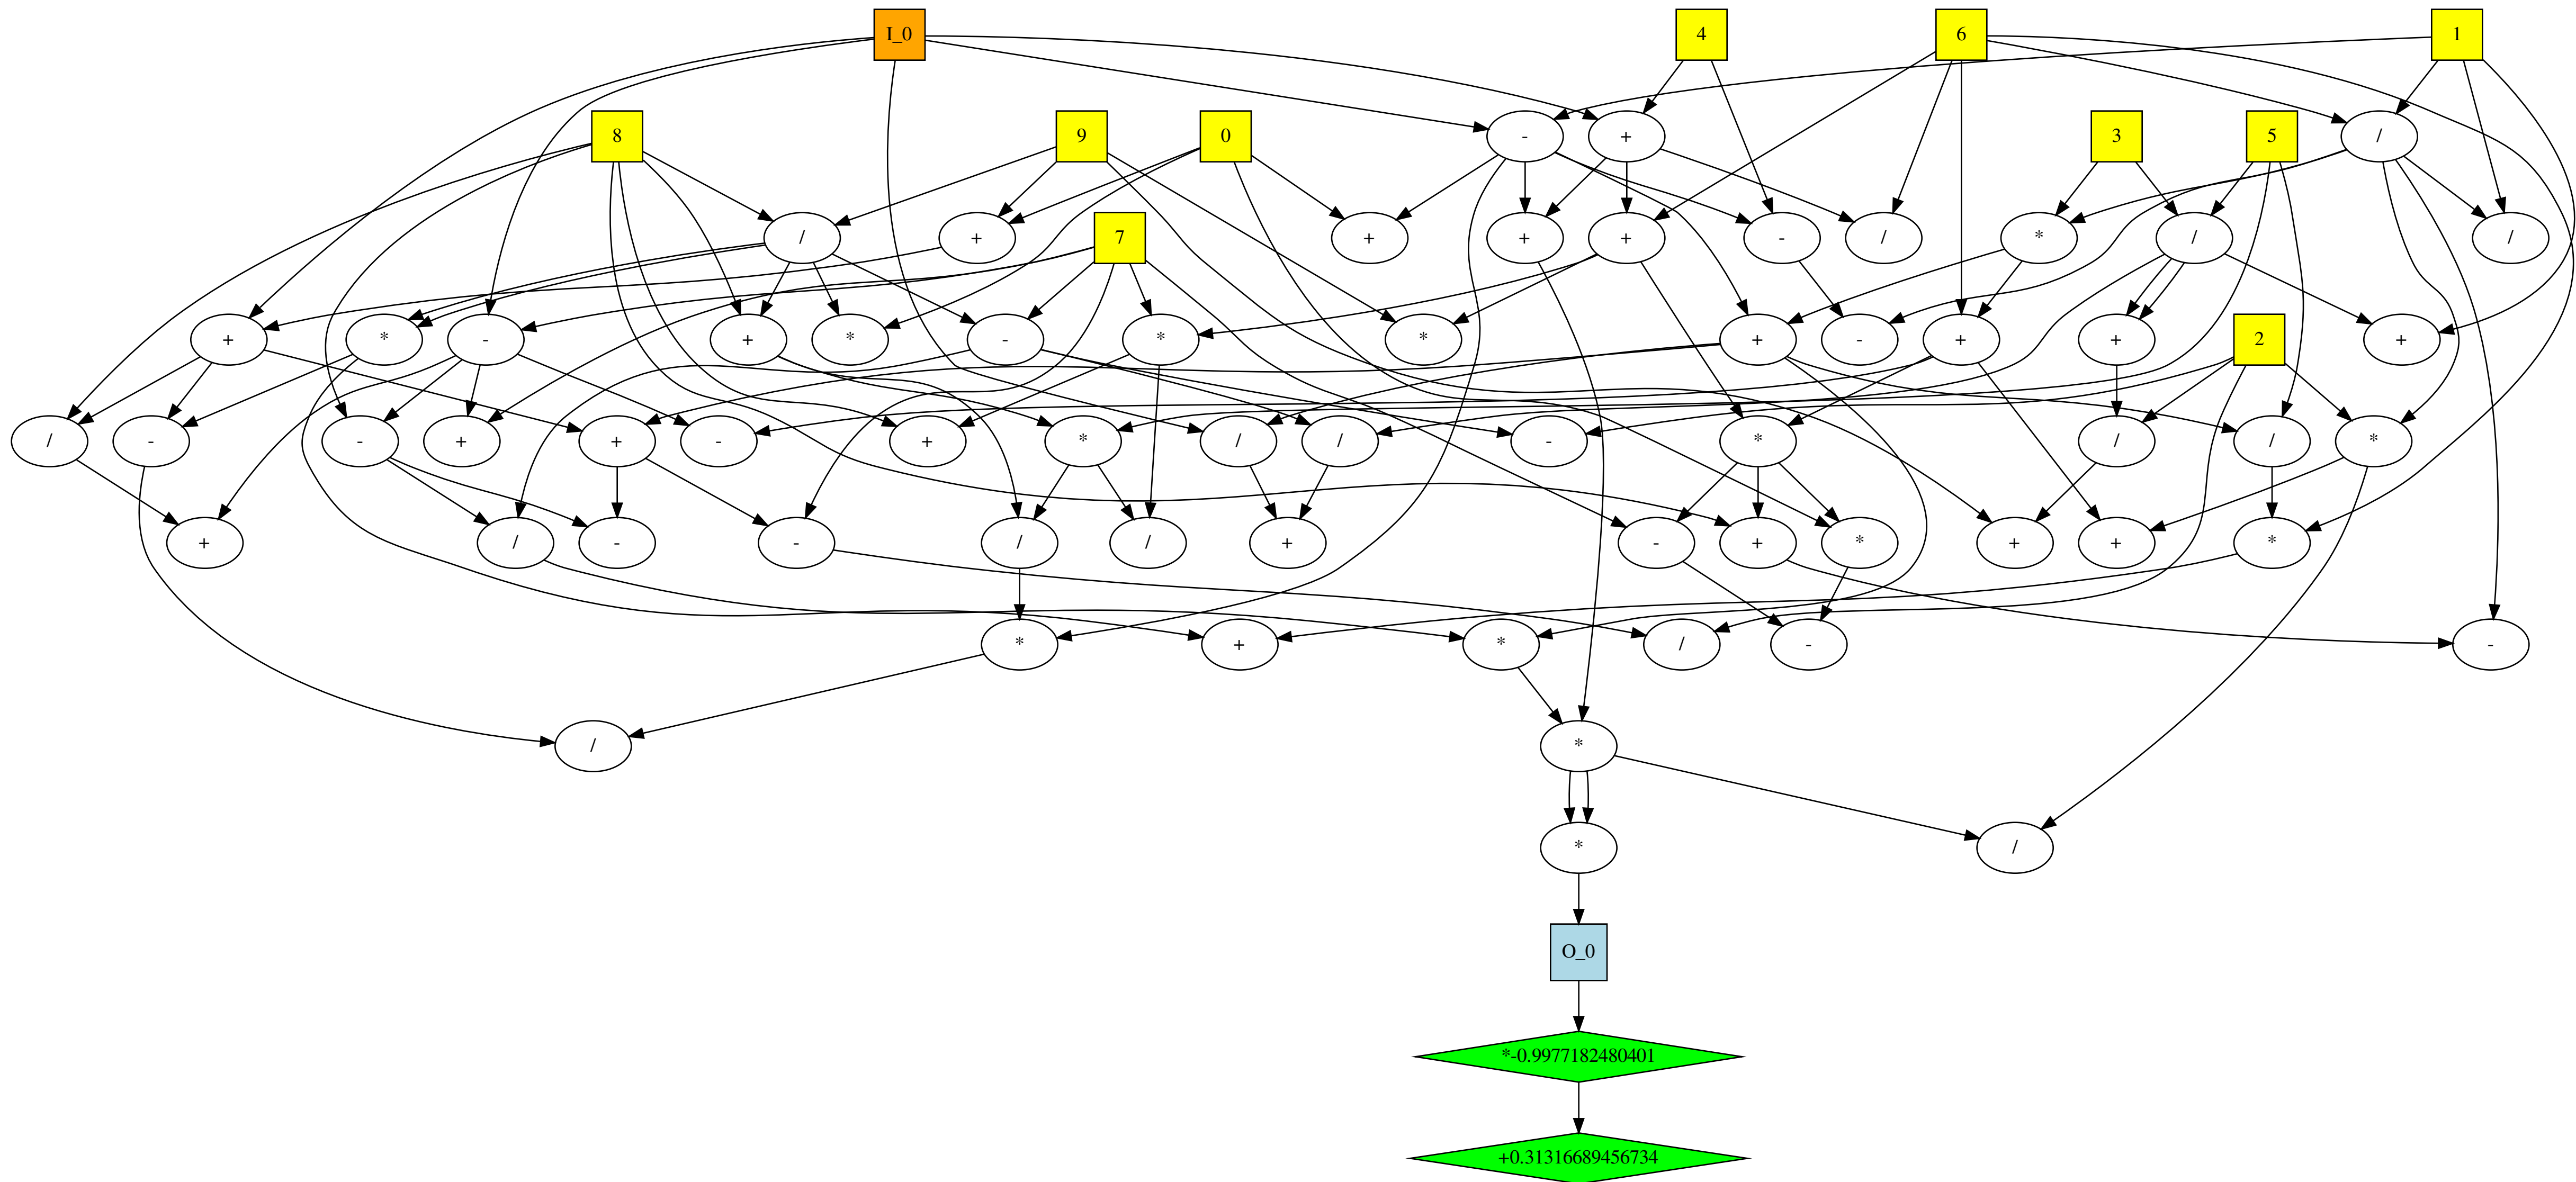 I_0 4 6 1
8 9 0 - + 3 5 /
/ + 7 + + + - / * / /
+ * - + * - * * + - + + 2 +
/ - - + + - + * / / - * / / *
+ / - - / / + - + * + + *
* + * / - -
/ *
* /
O_0
*-0.9977182480401
+0.31316689456734